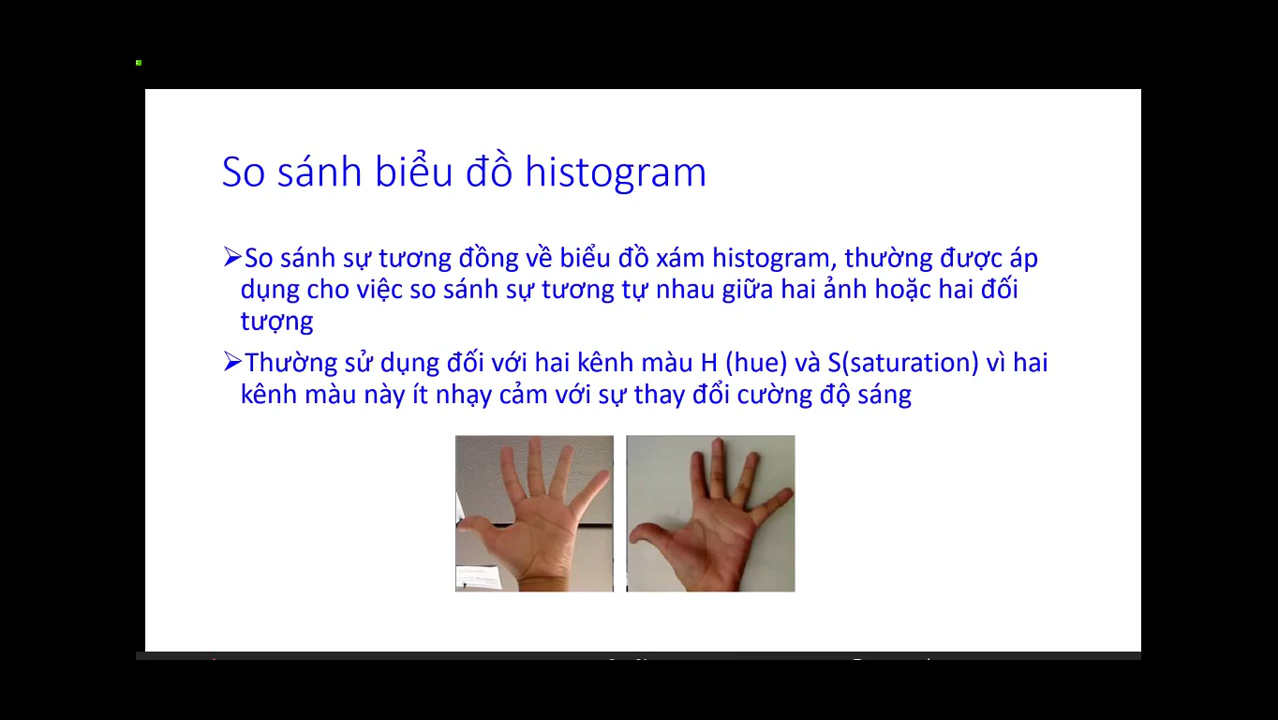 So sánh biểu đồ histogram
➢So sánh sự tương đồng về biểu đồ xám histogram, thường được áp
dụng cho việc so sánh sự tương tự nhau giữa hai ảnh hoặc hai đối
tượng
➢Thường sử dụng đối với hai kênh màu H (hue) và S(saturation) vì hai
kênh màu này ít nhạy cảm với sự thay đổi cường độ sáng